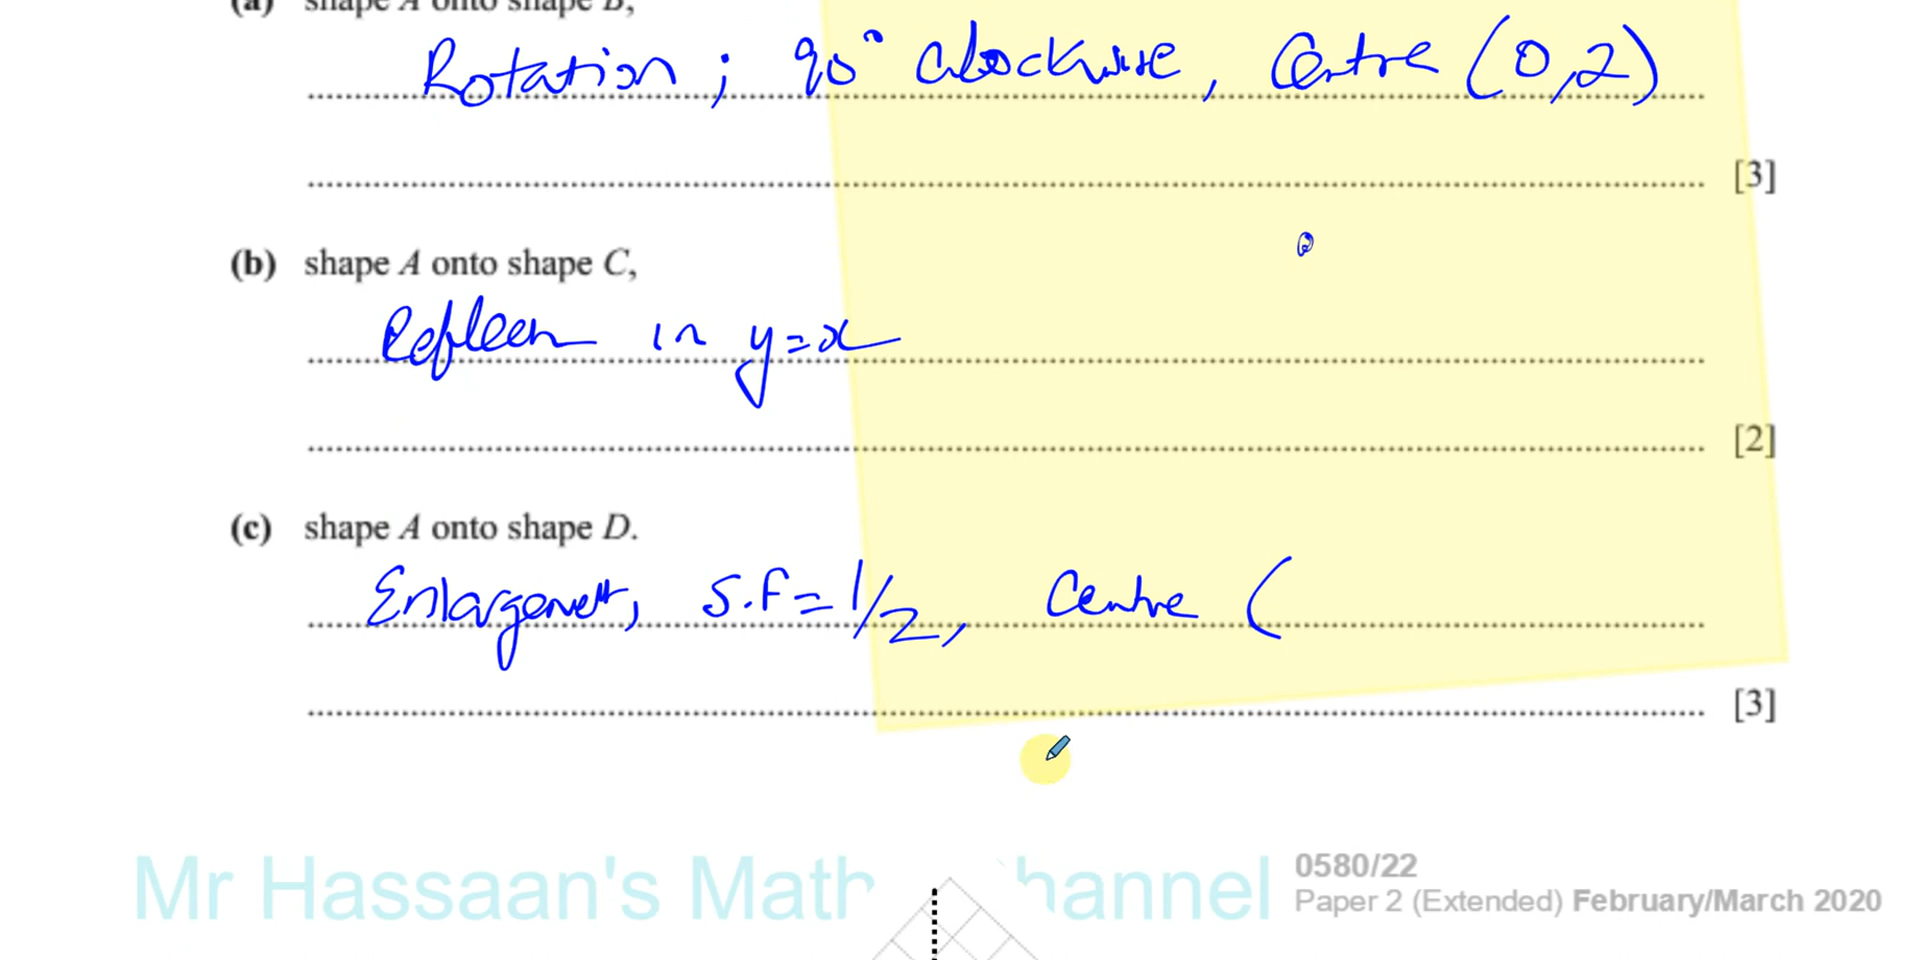 (a) shape A onto shape B,
Rotation ; 90° clockwise, Centre (0,2)
[3]
(b) shape A onto shape C,
in y=x
[2]
(c) shape A onto shape D.
Enlargement, S.F=1/2, Centre (
[3]
Mr Hassaan's Math hannel
0580/22
Paper 2 (Extended) February/March 2020